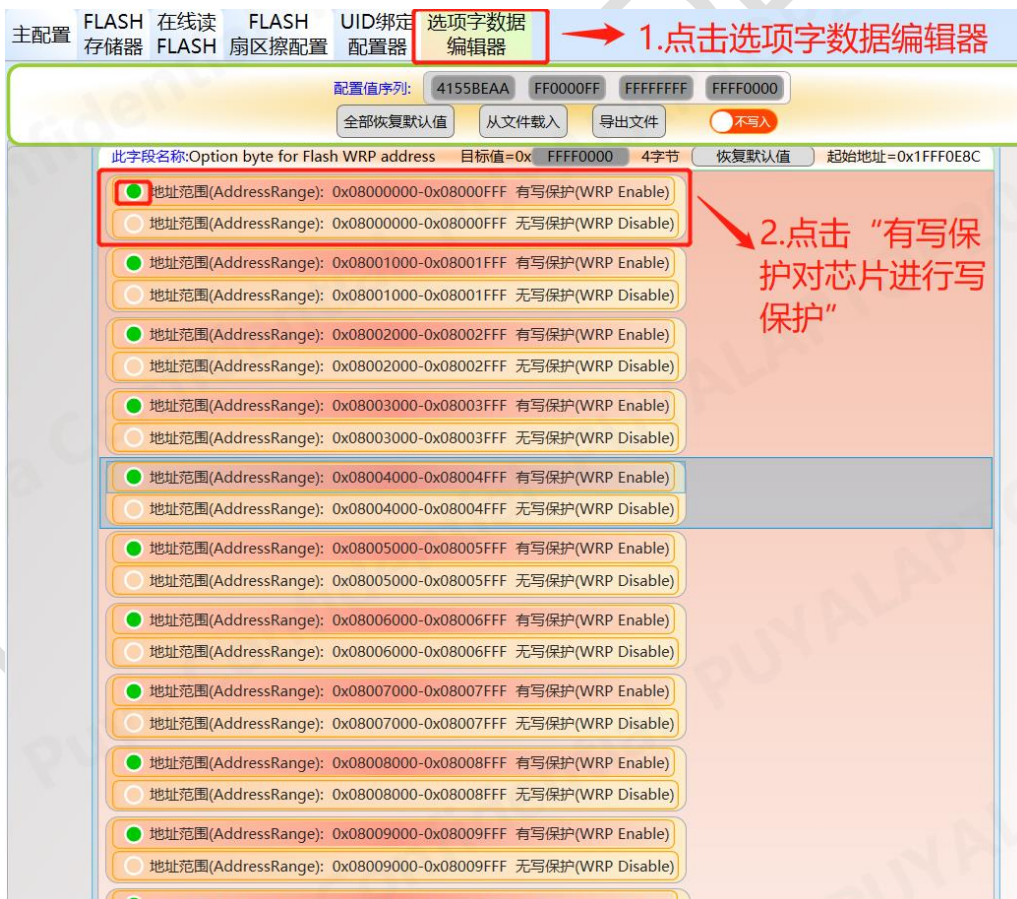 主配置 FLASH存储器 在线读FLASH FLASH扇区擦配置 UID绑定配置器 选项字数据编辑器 1.点击选项字数据编辑器
配置值序列: 4155BEAA FF0000FF FFFFFFFF FFFF0000
全部恢复默认值 从文件载入 导出文件 不写入
此字段名称:Option byte for Flash WRP address 目标值=0x FFFF0000 4字节 恢复默认值 起始地址=0x1FFF0E8C
地址范围(AddressRange): 0x08000000-0x08000FFF 有写保护(WRP Enable)
地址范围(AddressRange): 0x08000000-0x08000FFF 无写保护(WRP Disable)
2.点击“有写保
护对芯片进行写
保护”
地址范围(AddressRange): 0x08001000-0x08001FFF 有写保护(WRP Enable)
地址范围(AddressRange): 0x08001000-0x08001FFF 无写保护(WRP Disable)
地址范围(AddressRange): 0x08002000-0x08002FFF 有写保护(WRP Enable)
地址范围(AddressRange): 0x08002000-0x08002FFF 无写保护(WRP Disable)
地址范围(AddressRange): 0x08003000-0x08003FFF 有写保护(WRP Enable)
地址范围(AddressRange): 0x08003000-0x08003FFF 无写保护(WRP Disable)
地址范围(AddressRange): 0x08004000-0x08004FFF 有写保护(WRP Enable)
地址范围(AddressRange): 0x08004000-0x08004FFF 无写保护(WRP Disable)
地址范围(AddressRange): 0x08005000-0x08005FFF 有写保护(WRP Enable)
地址范围(AddressRange): 0x08005000-0x08005FFF 无写保护(WRP Disable)
地址范围(AddressRange): 0x08006000-0x08006FFF 有写保护(WRP Enable)
地址范围(AddressRange): 0x08006000-0x08006FFF 无写保护(WRP Disable)
地址范围(AddressRange): 0x08007000-0x08007FFF 有写保护(WRP Enable)
地址范围(AddressRange): 0x08007000-0x08007FFF 无写保护(WRP Disable)
地址范围(AddressRange): 0x08008000-0x08008FFF 有写保护(WRP Enable)
地址范围(AddressRange): 0x08008000-0x08008FFF 无写保护(WRP Disable)
地址范围(AddressRange): 0x08009000-0x08009FFF 有写保护(WRP Enable)
地址范围(AddressRange): 0x08009000-0x08009FFF 无写保护(WRP Disable)